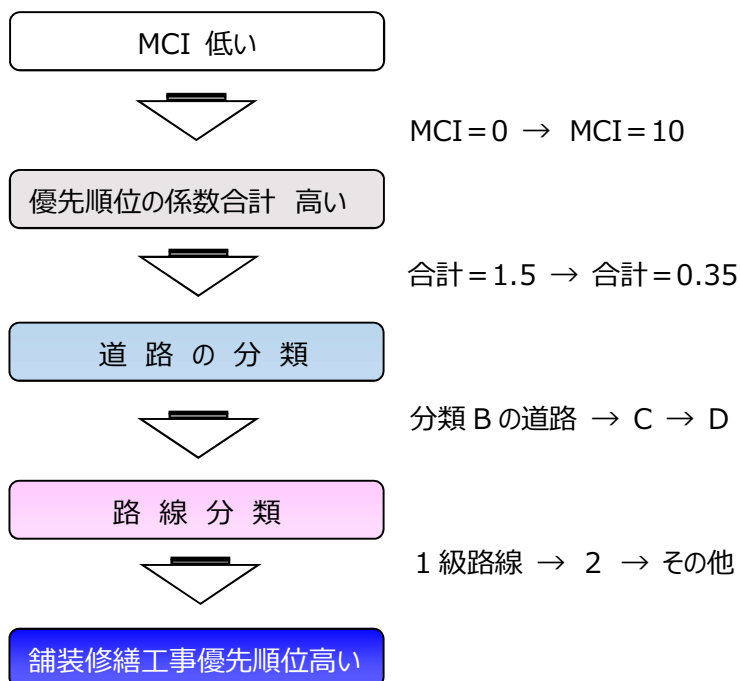 MCI 低い
MCI＝0 → MCI＝10
優先順位の係数合計 高い
合計＝1.5 → 合計＝0.35
道 路 の 分 類
分類 B の道路 → C → D
路 線 分 類
1 級路線 → 2 → その他
舗装修繕工事優先順位高い